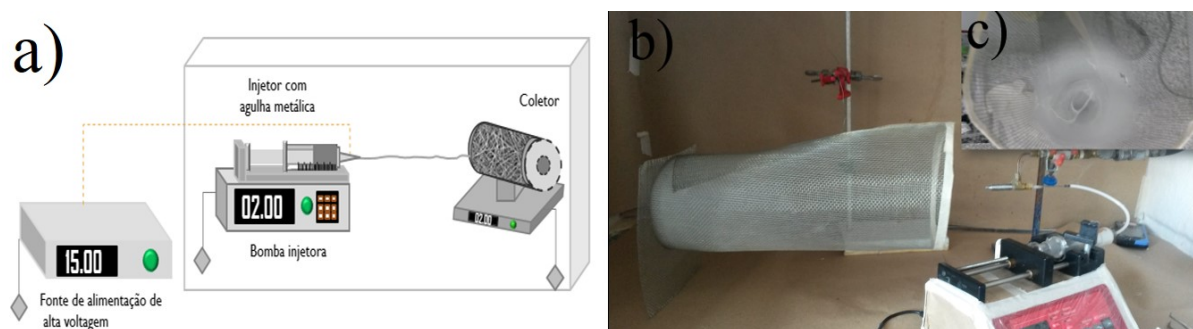 a)
Injetor com
agulha metálica
Coletor
02.00
02.00
Bomba injetora
15.00
Fonte de alimentação de
alta voltagem
b)
c)